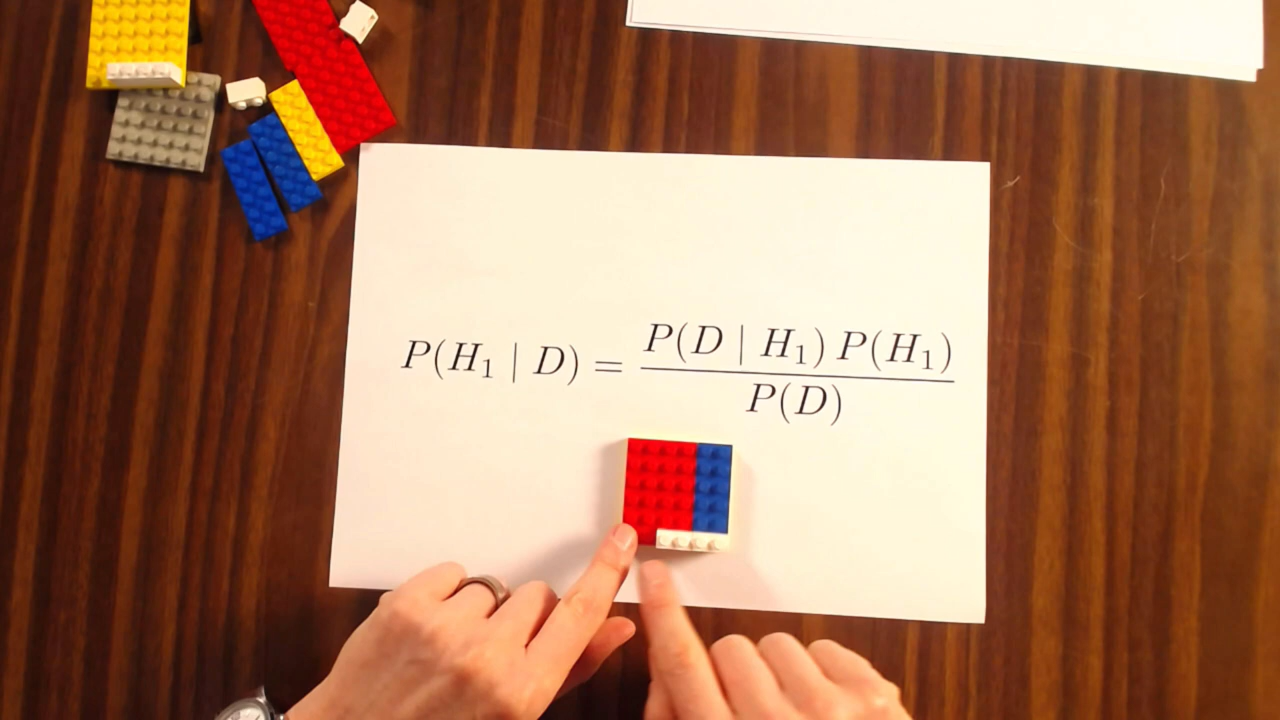 P(H₁ | D) = P(D | H₁) P(H₁) / P(D)